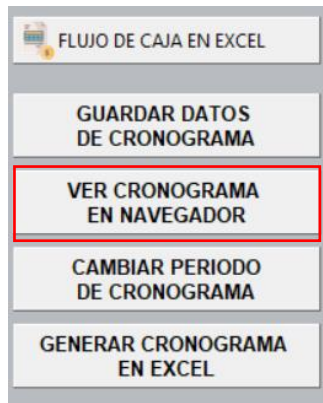 FLUJO DE CAJA EN EXCEL
GUARDAR DATOS
DE CRONOGRAMA
VER CRONOGRAMA
EN NAVEGADOR
CAMBIAR PERIODO
DE CRONOGRAMA
GENERAR CRONOGRAMA
EN EXCEL